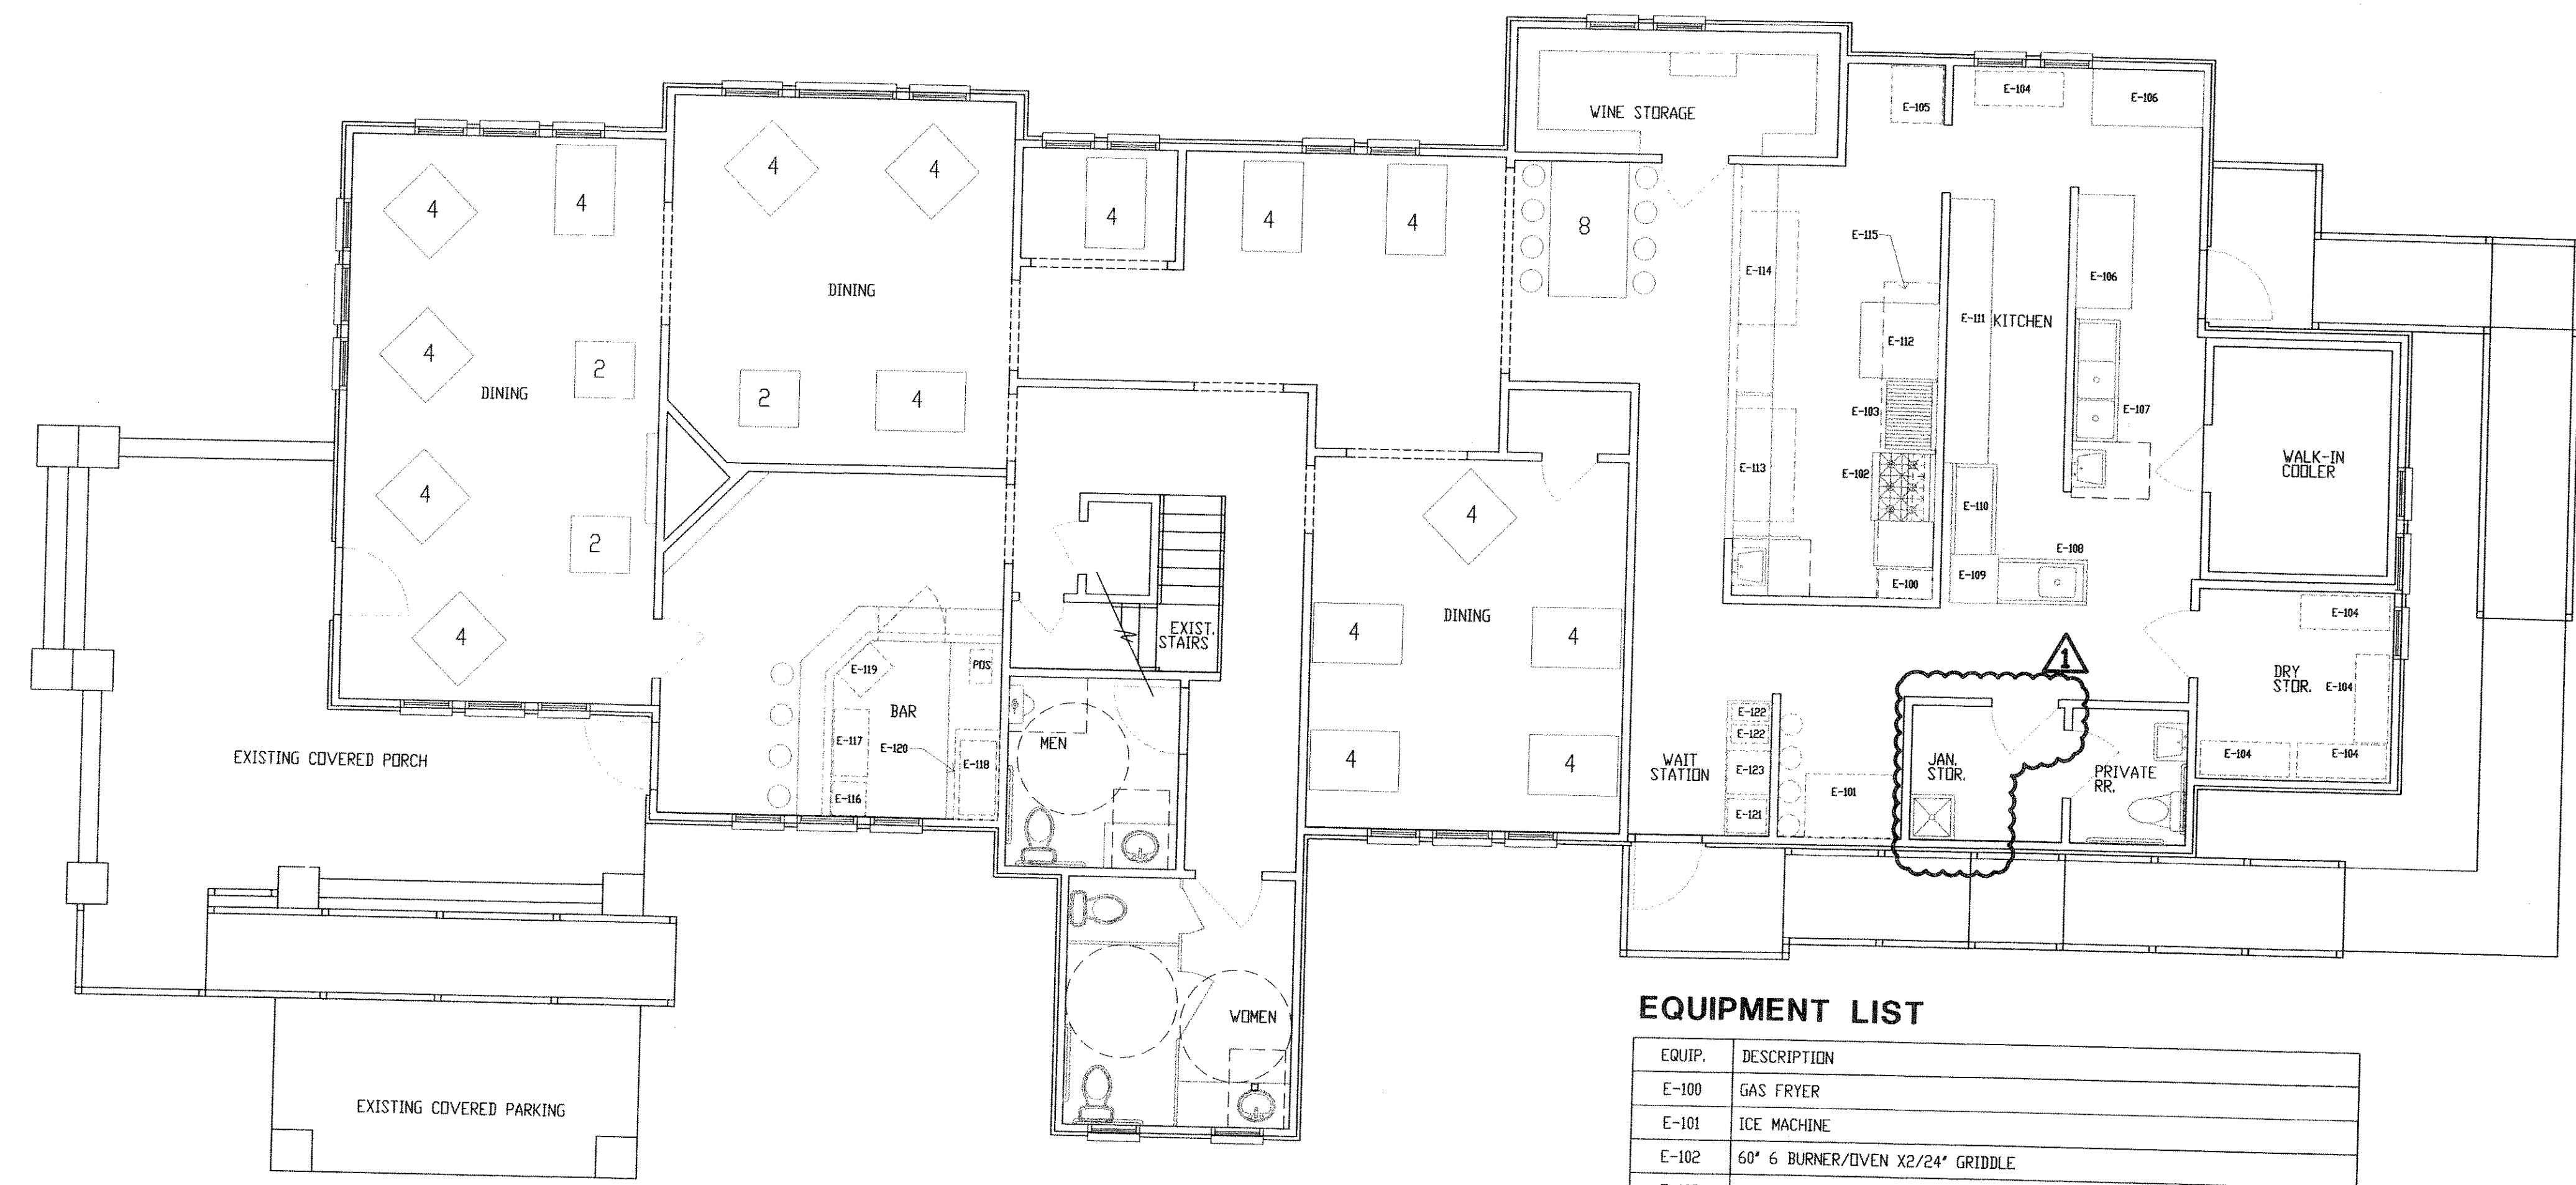 WINE STORAGE
E-105
E-104
E-106
4
4
4
4
4
4
4
8
E-115
E-114
E-106
DINING
E-111
KITCHEN
E-112
4
2
DINING
2
4
E-103
E-107
WALK-IN
COOLER
E-113
E-102
4
4
E-110
2
E-108
E-109
E-100
DINING
E-104
4
4
4
EXIST.
STAIRS
1
E-119
POS
DRY
STOR.
E-104
BAR
E-117
E-120
E-118
MEN
E-122
E-122
EXISTING COVERED PORCH
4
4
WAIT
STATION
E-123
JAN.
STOR.
PRIVATE
RR.
E-104
E-104
E-116
E-101
E-121
WOMEN
EXISTING COVERED PARKING
EQUIPMENT LIST
EQUIP. DESCRIPTION
E-100 GAS FRYER
E-101 ICE MACHINE
E-102 60" 6 BURNER/OVEN X2/24" GRIDDLE